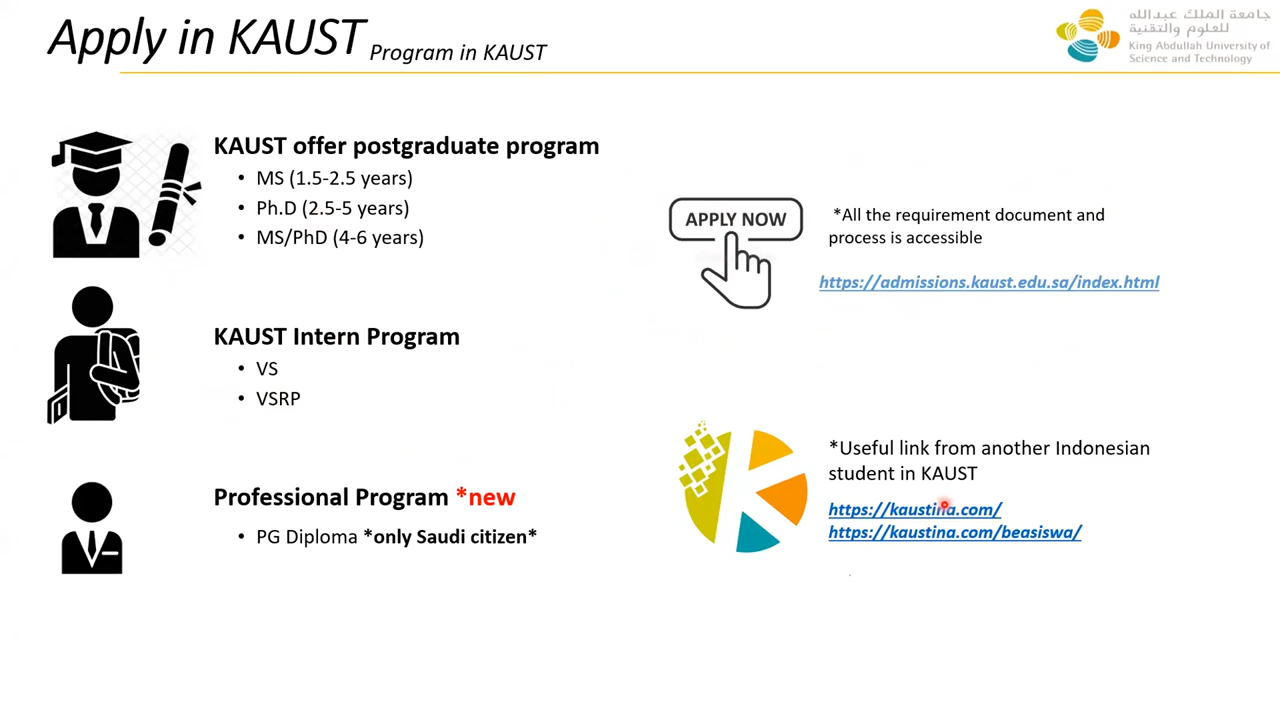 Apply in KAUST Program in KAUST
جامعة الملك عبدالله
للعلوم والتقنية
King Abdullah University of
Science and Technology
KAUST offer postgraduate program
• MS (1.5-2.5 years)
• Ph.D (2.5-5 years)
• MS/PhD (4-6 years)
KAUST Intern Program
• VS
• VSRP
Professional Program *new
• PG Diploma *only Saudi citizen*
APPLY NOW
*All the requirement document and
process is accessible
https://admissions.kaust.edu.sa/index.html
*Useful link from another Indonesian
student in KAUST
https://kaustina.com/
https://kaustina.com/beasiswa/